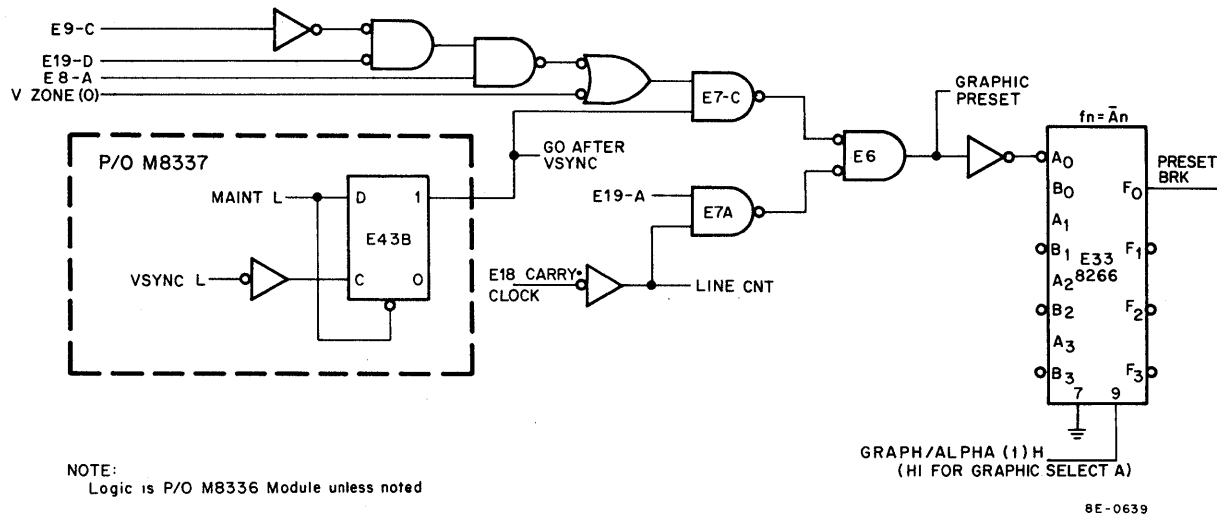 E9-C
E19-D
E8-A
V ZONE (0)
E7-C
GRAPHIC
PRESET
fn = A̅n
P/O M8337
GO AFTER
VSYNC
E6
A0
PRESET
BRK
MAINT L
D
1
E43B
E19-A
E7A
B0
F0
A1
B1
F1
E33
8266
VSYNC L
C
0
E18 CARRY
CLOCK
LINE CNT
A2
B2
F2
A3
B3
F3
7
9
GRAPH/ALPHA (1) H
(HI FOR GRAPHIC SELECT A)
NOTE:
Logic is P/O M8336 Module unless noted
8E-0639